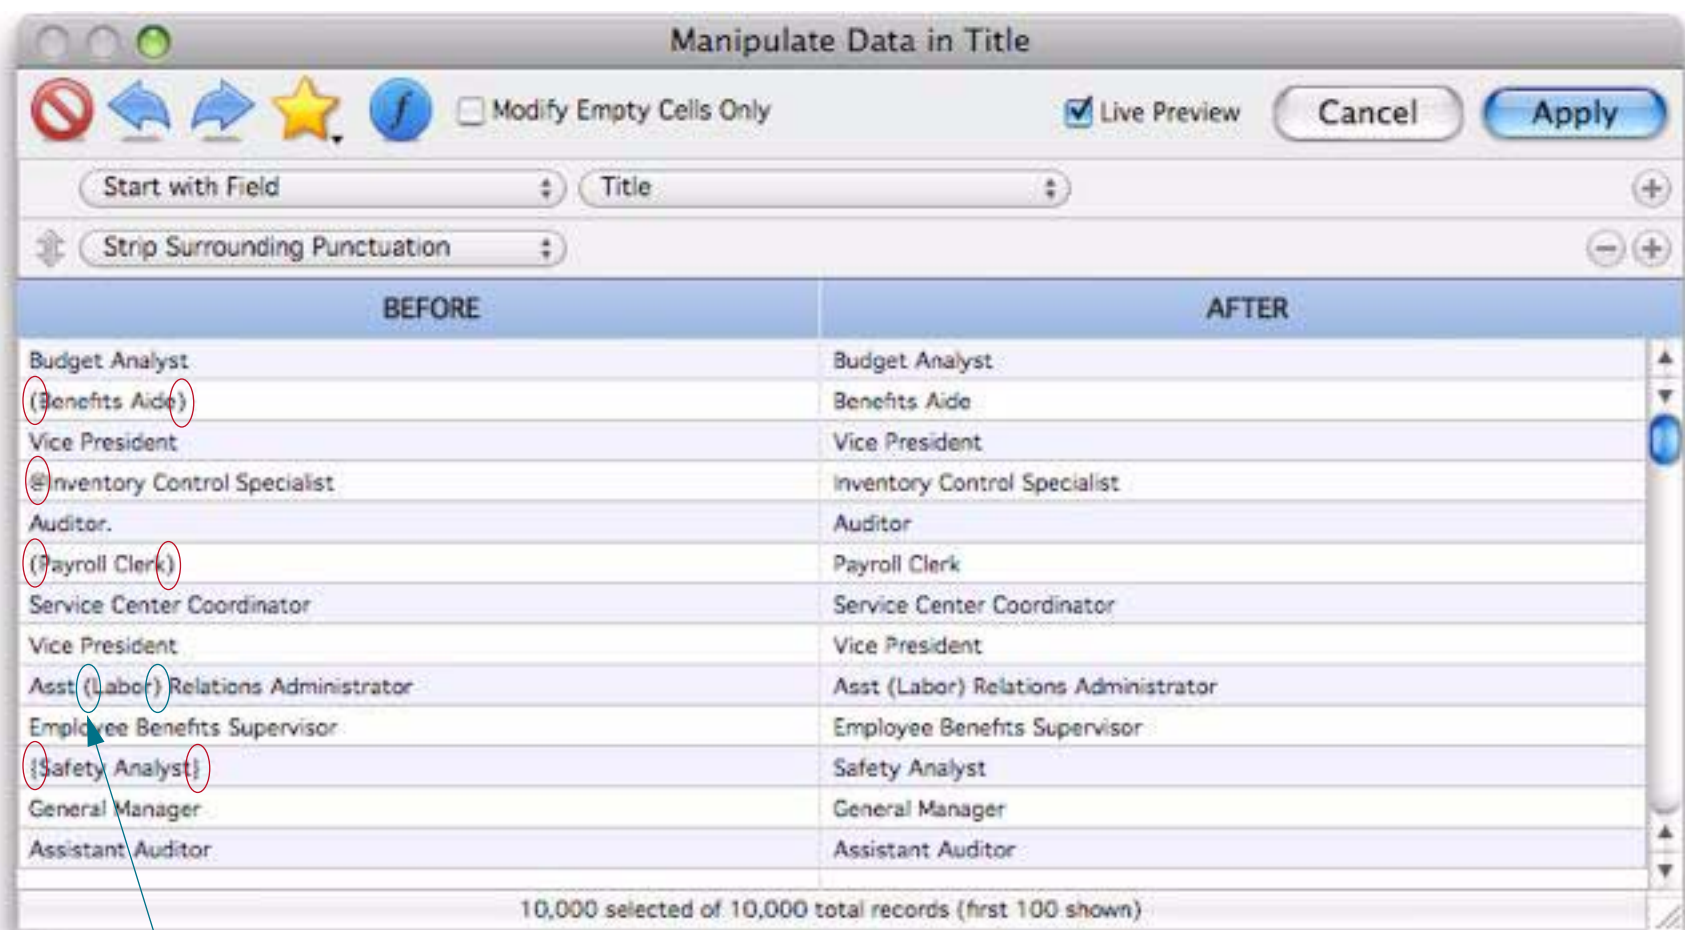 Manipulate Data in Title
f Modify Empty Cells Only Live Preview Cancel Apply
Start with Field Title
Strip Surrounding Punctuation
BEFORE AFTER
Budget Analyst Budget Analyst
(Benefits Aide) Benefits Aide
Vice President Vice President
@Inventory Control Specialist Inventory Control Specialist
Auditor. Auditor
(Payroll Clerk) Payroll Clerk
Service Center Coordinator Service Center Coordinator
Vice President Vice President
Asst (Labor) Relations Administrator Asst (Labor) Relations Administrator
Employee Benefits Supervisor Employee Benefits Supervisor
{Safety Analyst} Safety Analyst
General Manager General Manager
Assistant Auditor Assistant Auditor
10,000 selected of 10,000 total records (first 100 shown)